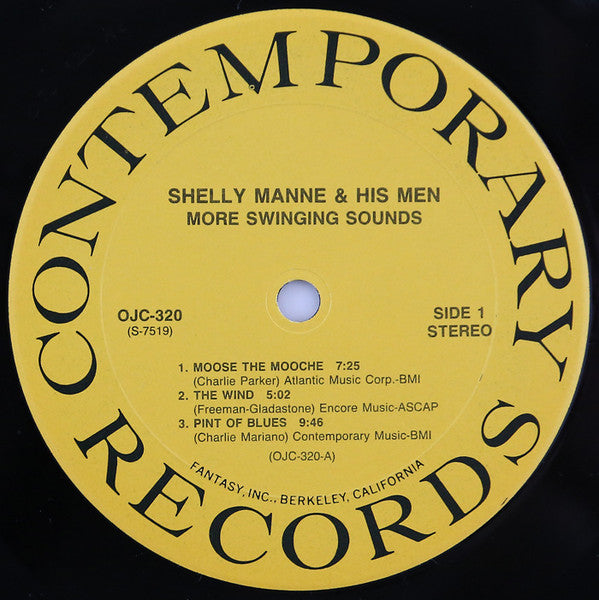 CONTEMPORARY
SHELLY MANNE & HIS MEN
MORE SWINGING SOUNDS
OJC-320
(S-7519)
SIDE 1
STEREO
1. MOOSE THE MOOCHE 7:25
(Charlie Parker) Atlantic Music Corp.-BMI
2. THE WIND 5:02
(Freeman-Gladastone) Encore Music-ASCAP
3. PINT OF BLUES 9:46
(Charlie Mariano) Contemporary Music-BMI
(OJC-320-A)
FANTASY, INC., BERKELEY, CALIFORNIA
RECORDS